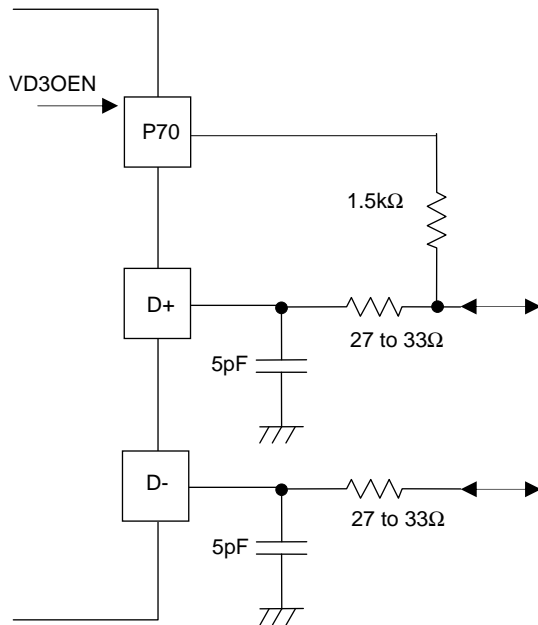 VD3OEN
P70
1.5kΩ
D+
27 to 33Ω
5pF
D-
27 to 33Ω
5pF